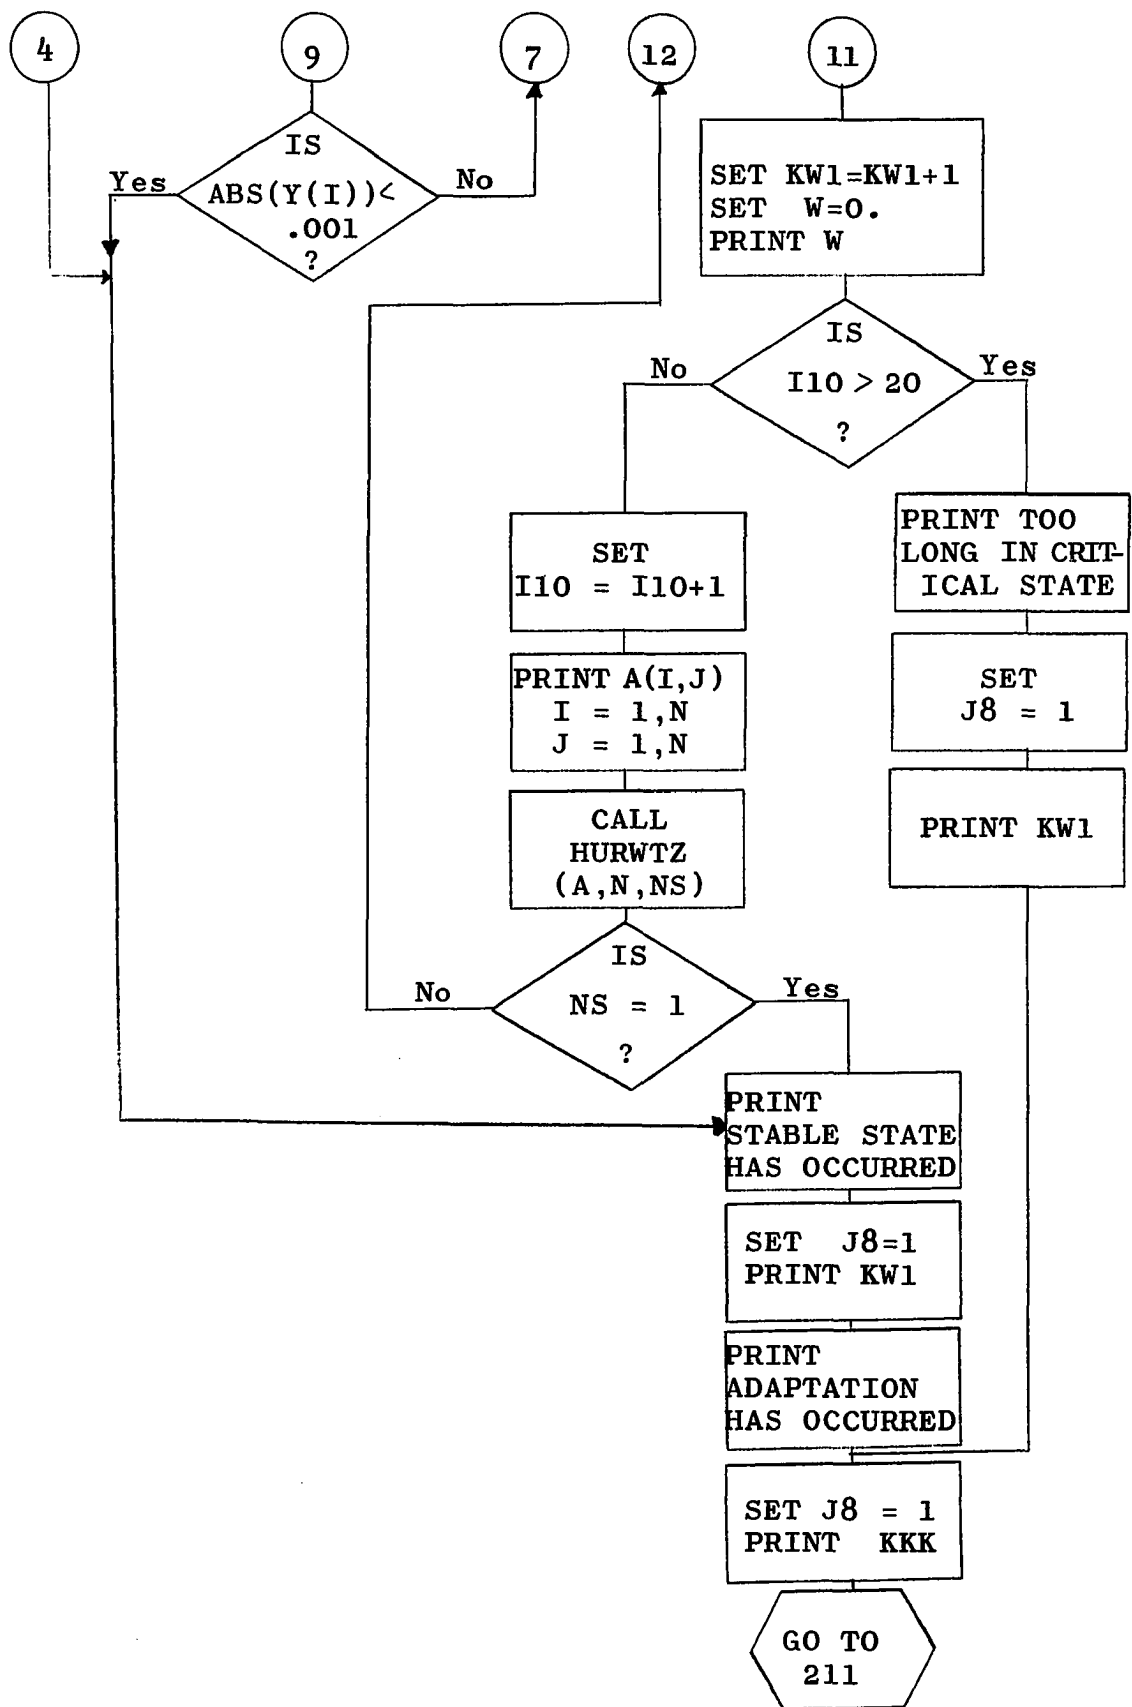 4
9
7
12
11
IS
ABS(Y(I))<
.001
?
Yes
No
SET KW1=KW1+1
SET W=0.
PRINT W
IS
I10 > 20
?
No
Yes
SET
I10 = I10+1
PRINT A(I,J)
I = 1,N
J = 1,N
CALL
HURWTZ
(A,N,NS)
IS
NS = 1
?
No
Yes
PRINT TOO
LONG IN CRIT-
ICAL STATE
SET
J8 = 1
PRINT KW1
PRINT
STABLE STATE
HAS OCCURRED
SET J8=1
PRINT KW1
PRINT
ADAPTATION
HAS OCCURRED
SET J8 = 1
PRINT KKK
GO TO
211